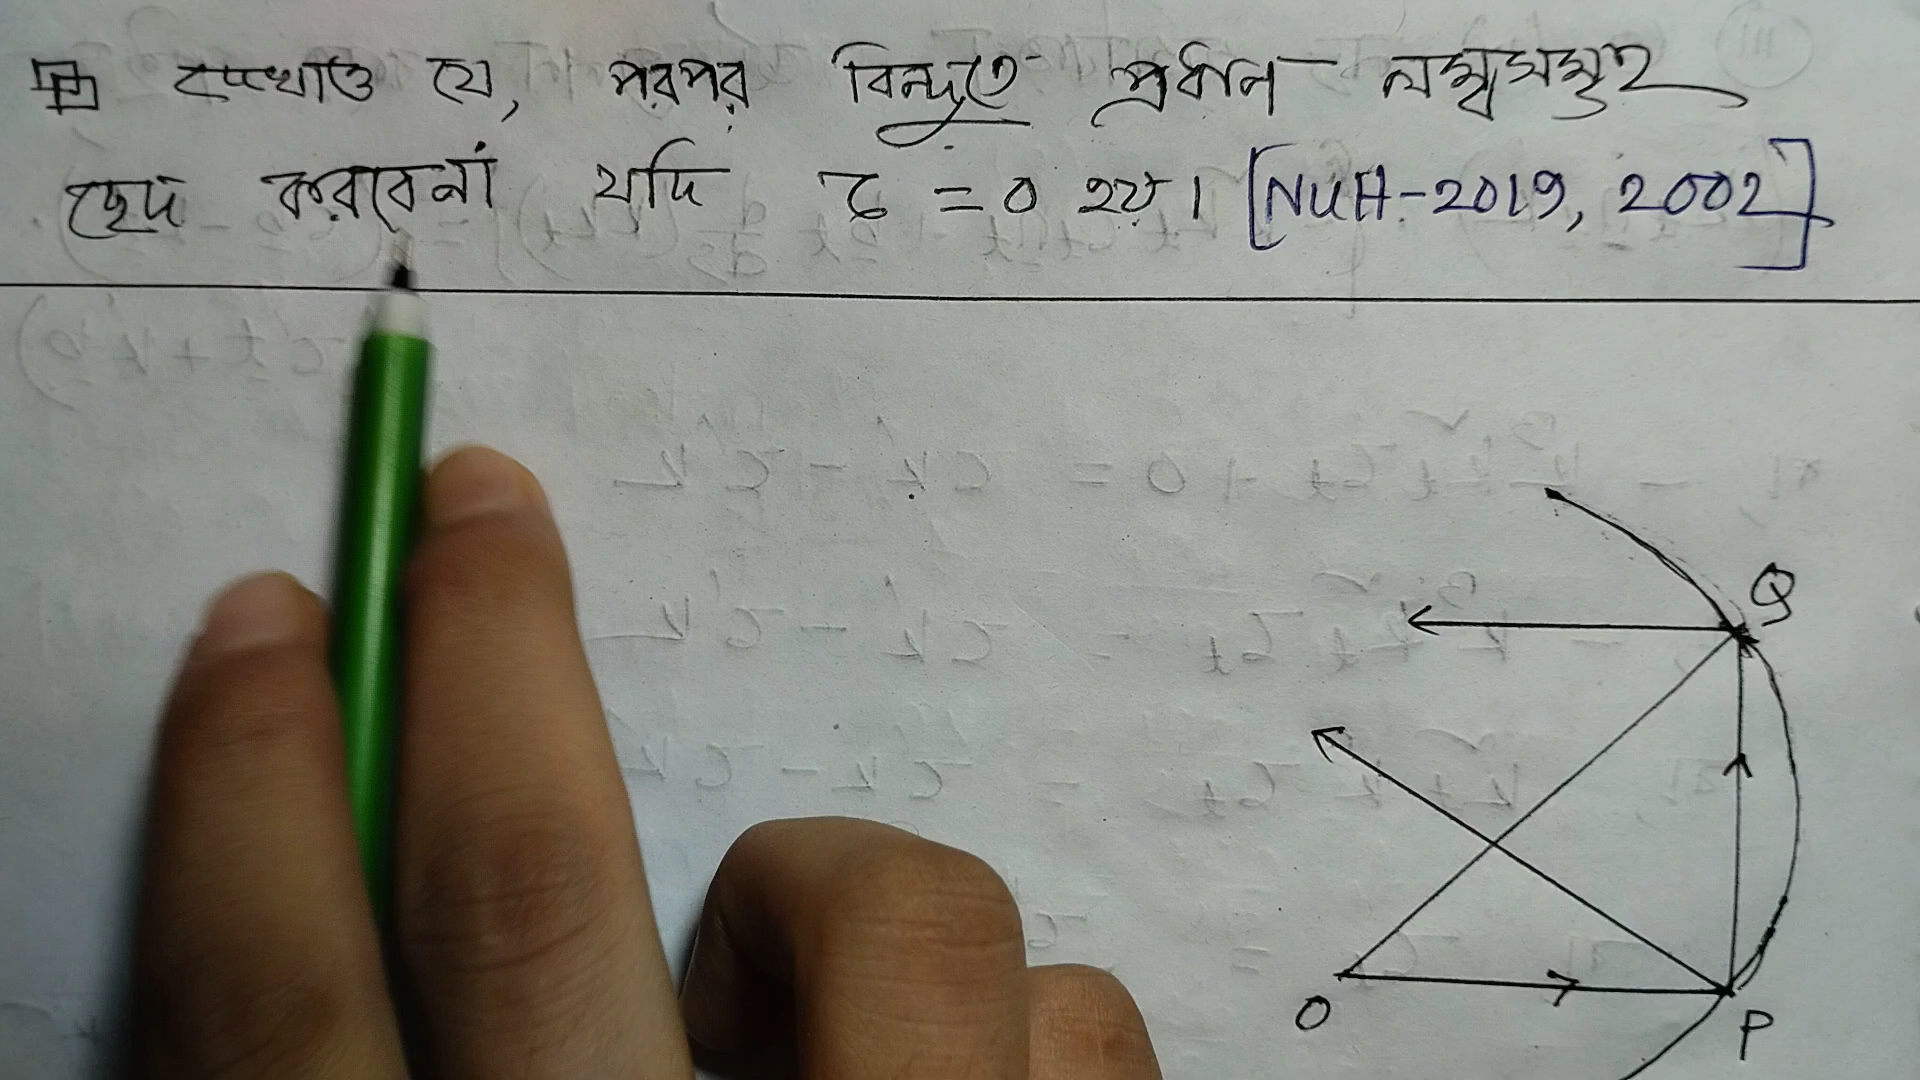 দেখাও যে, পরপর বিন্দুতে প্রধান লম্বসমুহ
ছেদ করবেনা যদি τ = 0 হয়। [NUH-2019, 2002]
Q
O
P